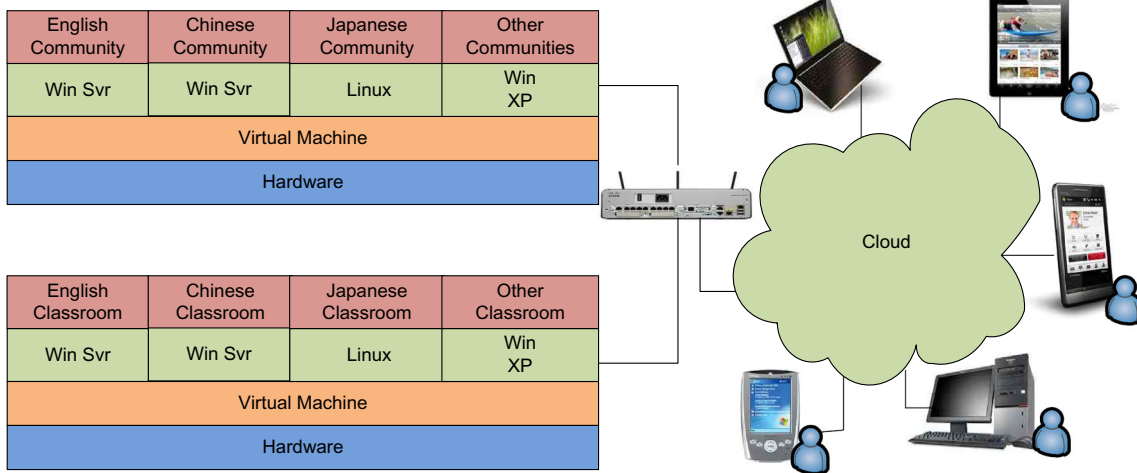 English
Community
Chinese
Community
Japanese
Community
Other
Communities
Win Svr
Win Svr
Linux
Win
XP
Virtual Machine
Hardware
Cloud
English
Classroom
Chinese
Classroom
Japanese
Classroom
Other
Classroom
Win Svr
Win Svr
Linux
Win
XP
Virtual Machine
Hardware